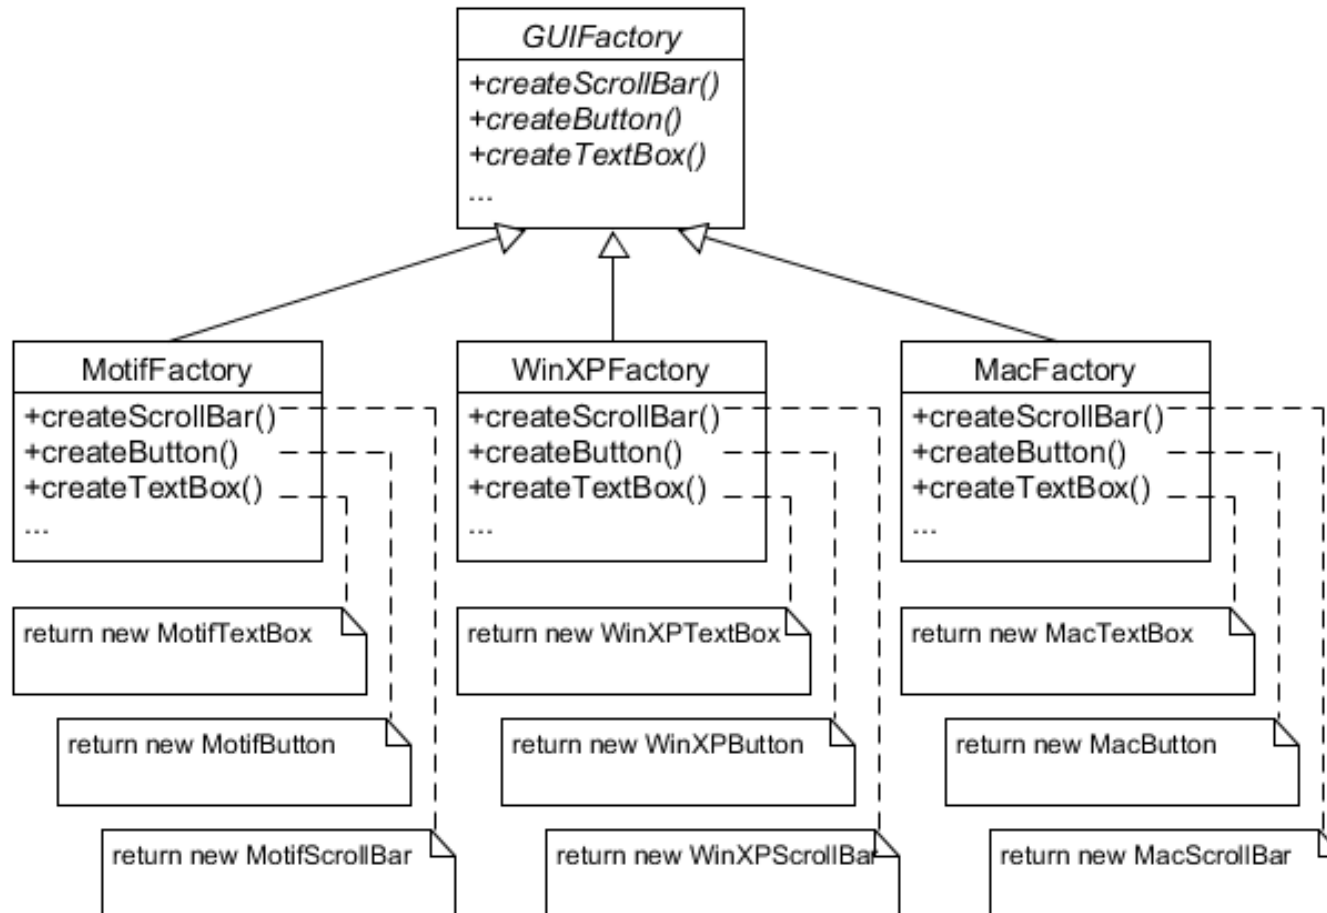 GUIFactory
+createScrollBar()
+createButton()
+createTextBox()
...
MotifFactory
+createScrollBar()
+createButton()
+createTextBox()
...
WinXPFactory
+createScrollBar()
+createButton()
+createTextBox()
...
MacFactory
+createScrollBar()
+createButton()
+createTextBox()
...
return new MotifTextBox
return new MotifButton
return new MotifScrollBar
return new WinXPTextBox
return new WinXPButton
return new WinXPScrollBar
return new MacTextBox
return new MacButton
return new MacScrollBar